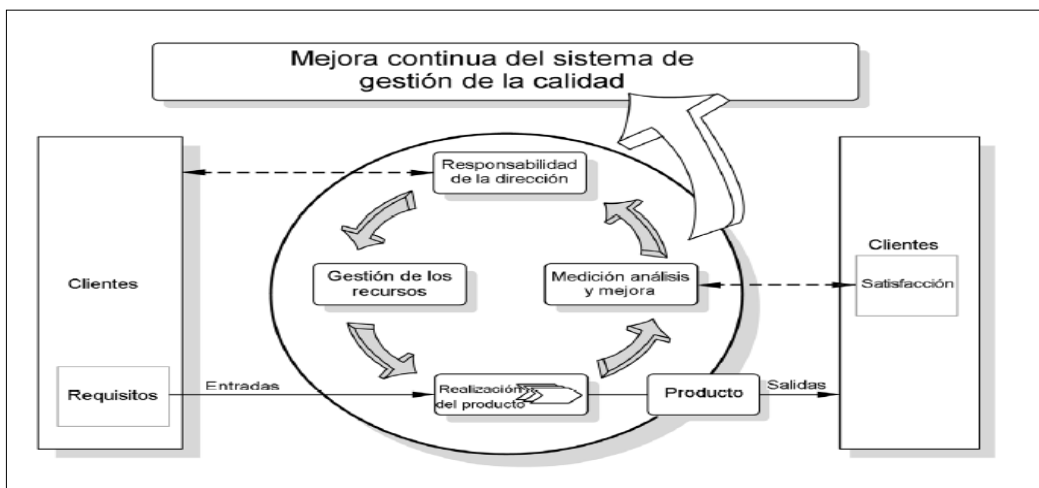 Mejora continua del sistema de
gestión de la calidad
Responsabilidad
de la dirección
Clientes
Clientes
Gestión de los
recursos
Medición análisis
y mejora
Satisfacción
Requisitos
Entradas
Realización
del producto
Producto
Salidas